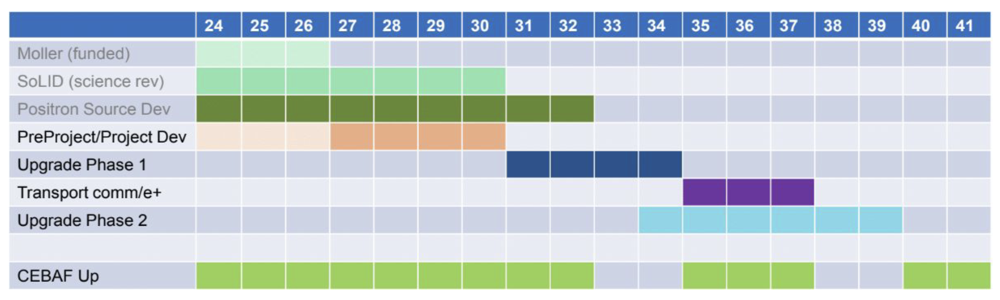 24 25 26 27 28 29 30 31 32 33 34 35 36 37 38 39 40 41
Moller (funded)
SoLID (science rev)
Positron Source Dev
PreProject/Project Dev
Upgrade Phase 1
Transport comm/e+
Upgrade Phase 2
CEBAF Up